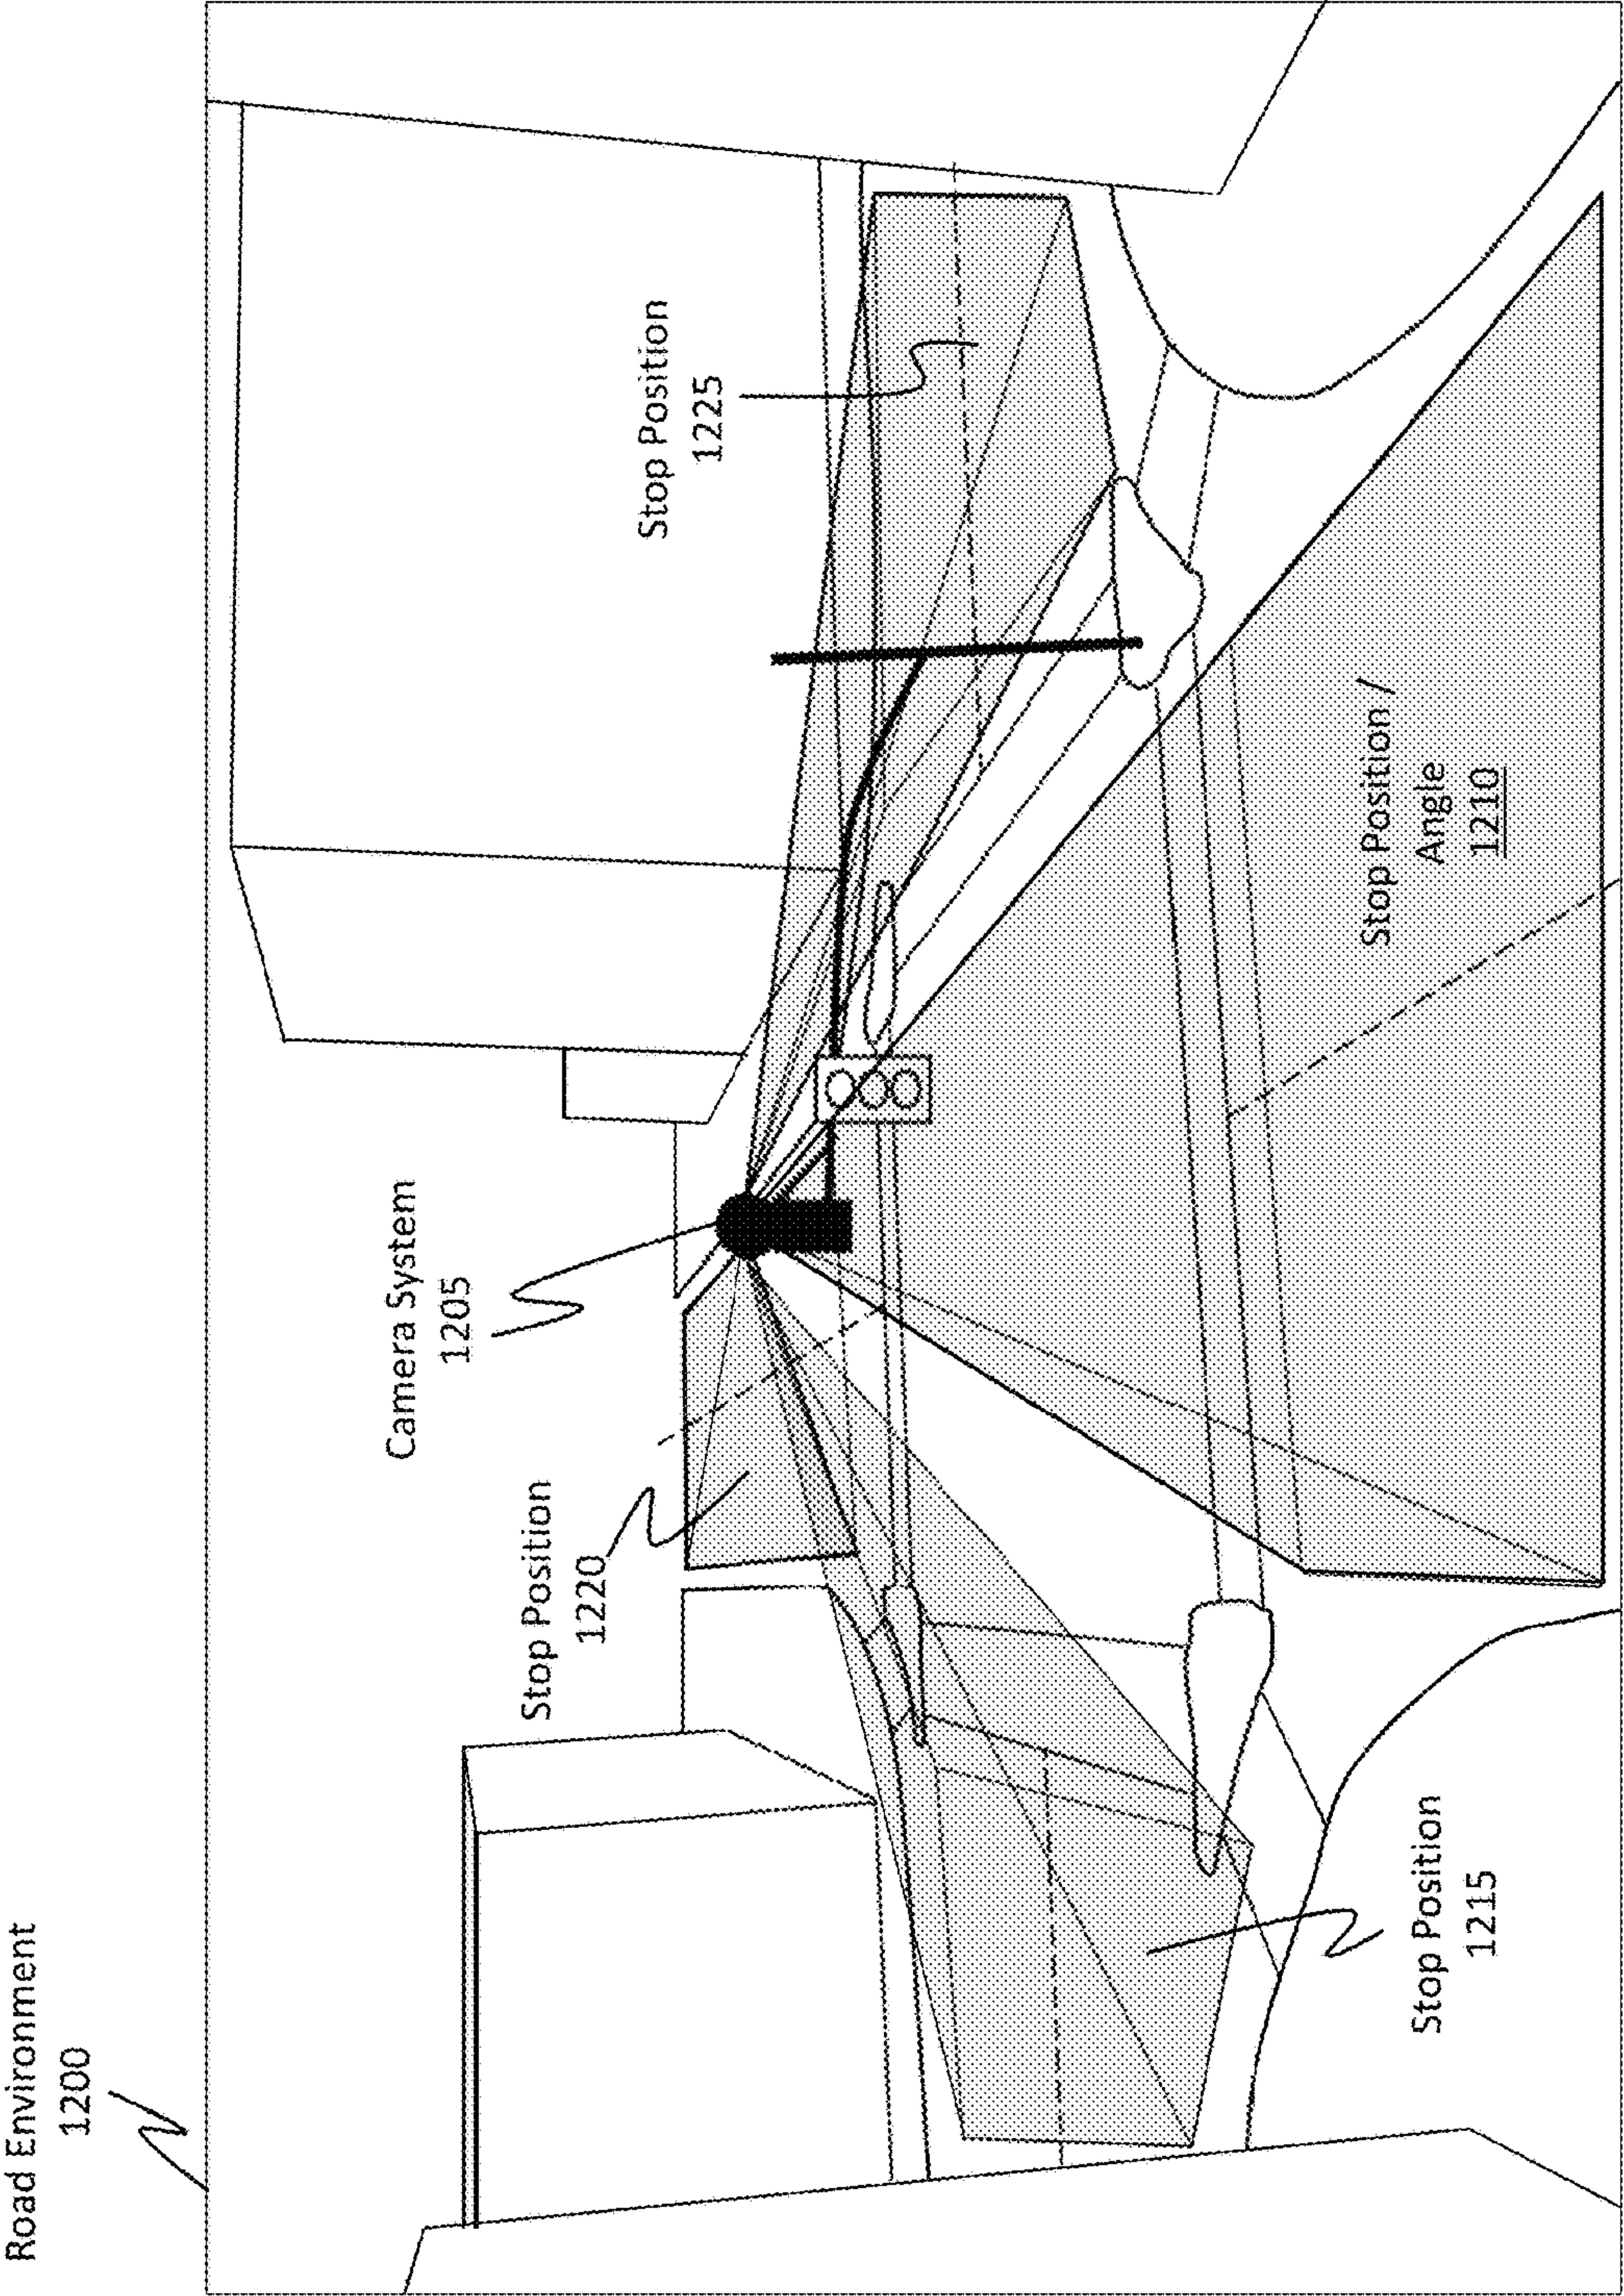 Road Environment
1200
Camera System
1205
Stop Position
1220
Stop Position
1225
Stop Position
1215
Stop Position /
Angle
1210